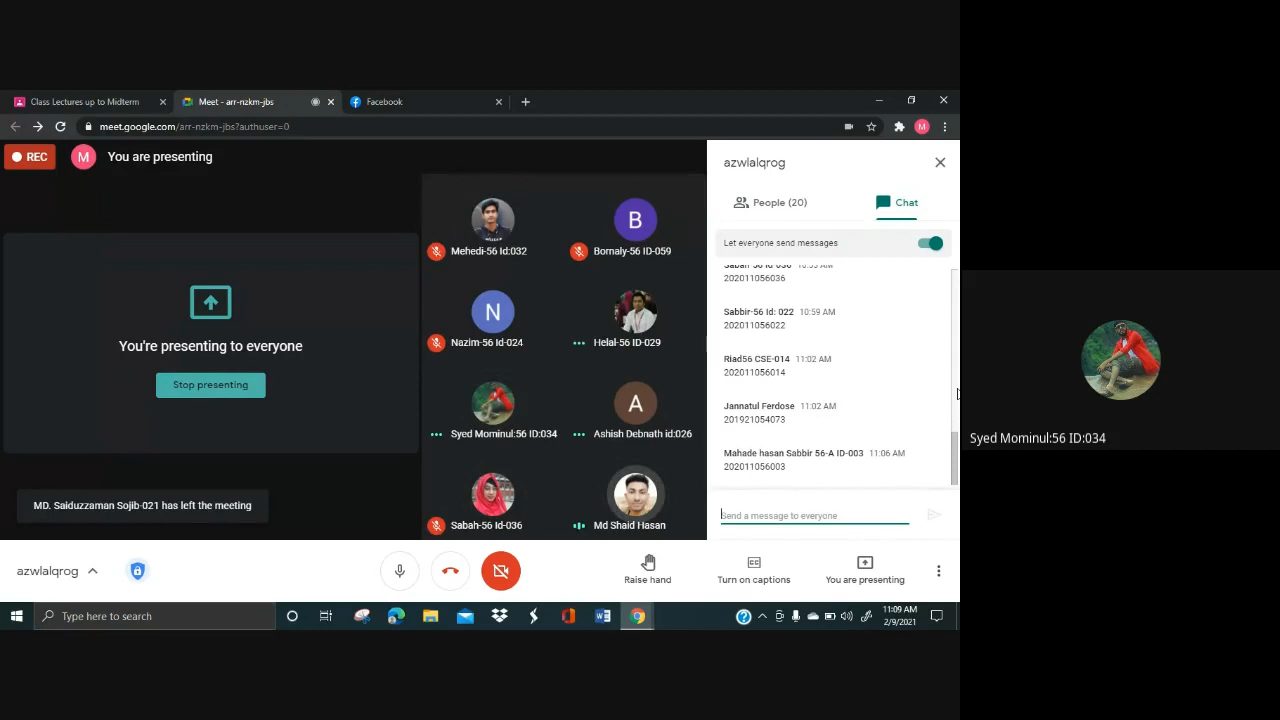 Class Lectures up to Midterm
Meet - arr-nzkm-jbs
Facebook
meet.google.com/arr-nzkm-jbs?authuser=0
M
REC
M
You are presenting
You're presenting to everyone
Stop presenting
MD. Saiduzzaman Sojib-021 has left the meeting
Mehedi-56 Id:032
B
Bornaly-56 ID-059
N
Nazim-56 Id-024
Helal-56 ID-029
Syed Mominul:56 ID:034
A
Ashish Debnath id:026
Sabah-56 Id-036
Md Shaid Hasan
azwlalqrog
People (20)
Chat
Let everyone send messages
Sabah-56 Id-036 10:59 AM
202011056036
Sabbir-56 Id: 022 10:59 AM
202011056022
Riad56 CSE-014 11:02 AM
202011056014
Jannatul Ferdose 11:02 AM
201921054073
Mahade hasan Sabbir 56-A ID-003 11:06 AM
202011056003
Send a message to everyone
azwlalqrog
Raise hand
Turn on captions
You are presenting
Type here to search
11:09 AM
2/9/2021
Syed Mominul:56 ID:034